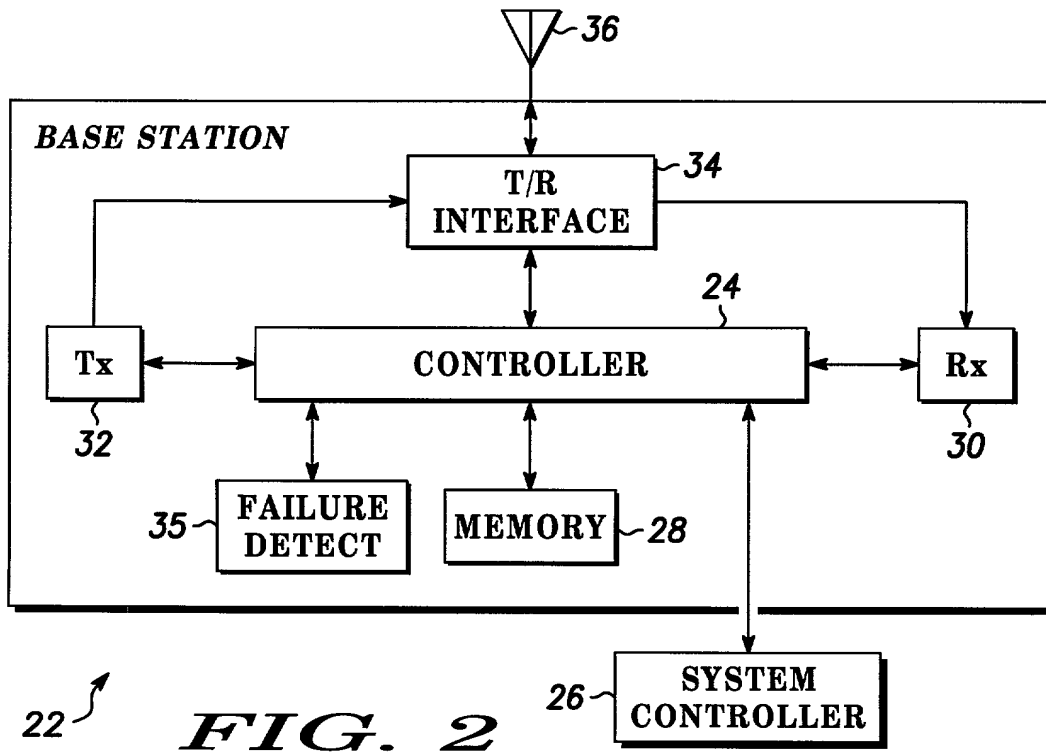 36
BASE STATION
34
T/R
INTERFACE
24
Tx
CONTROLLER
Rx
32
30
35
FAILURE
DETECT
MEMORY
28
26
SYSTEM
CONTROLLER
22
FIG. 2